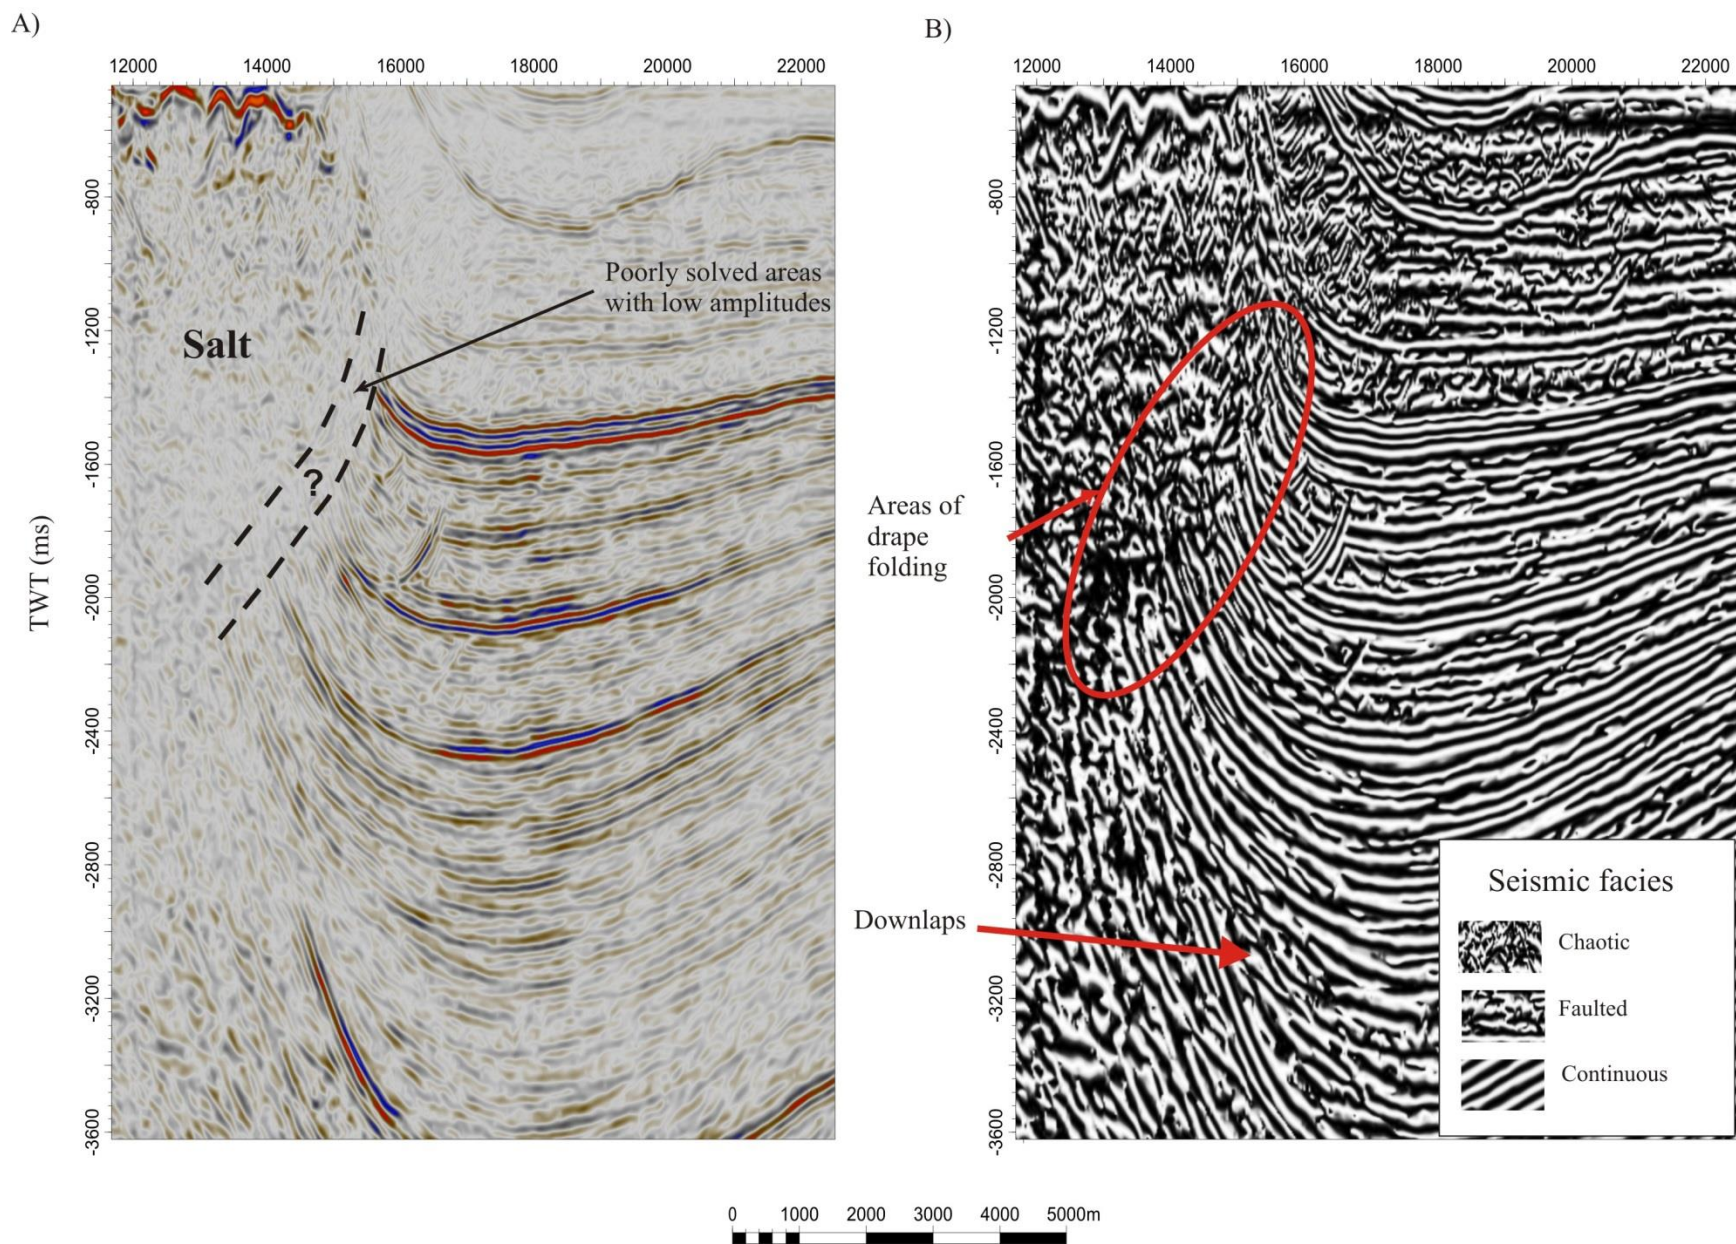 A)
12000 14000 16000 18000 20000 22000
-800
-1200
-1600
-2000
-2400
-2800
-3200
-3600
TWT (ms)
Poorly solved areas
with low amplitudes
Salt
?
B)
12000 14000 16000 18000 20000 22000
-800
-1200
-1600
-2000
-2400
-2800
-3200
-3600
Areas of
drape
folding
Downlaps
Seismic facies
Chaotic
Faulted
Continuous
0 1000 2000 3000 4000 5000m